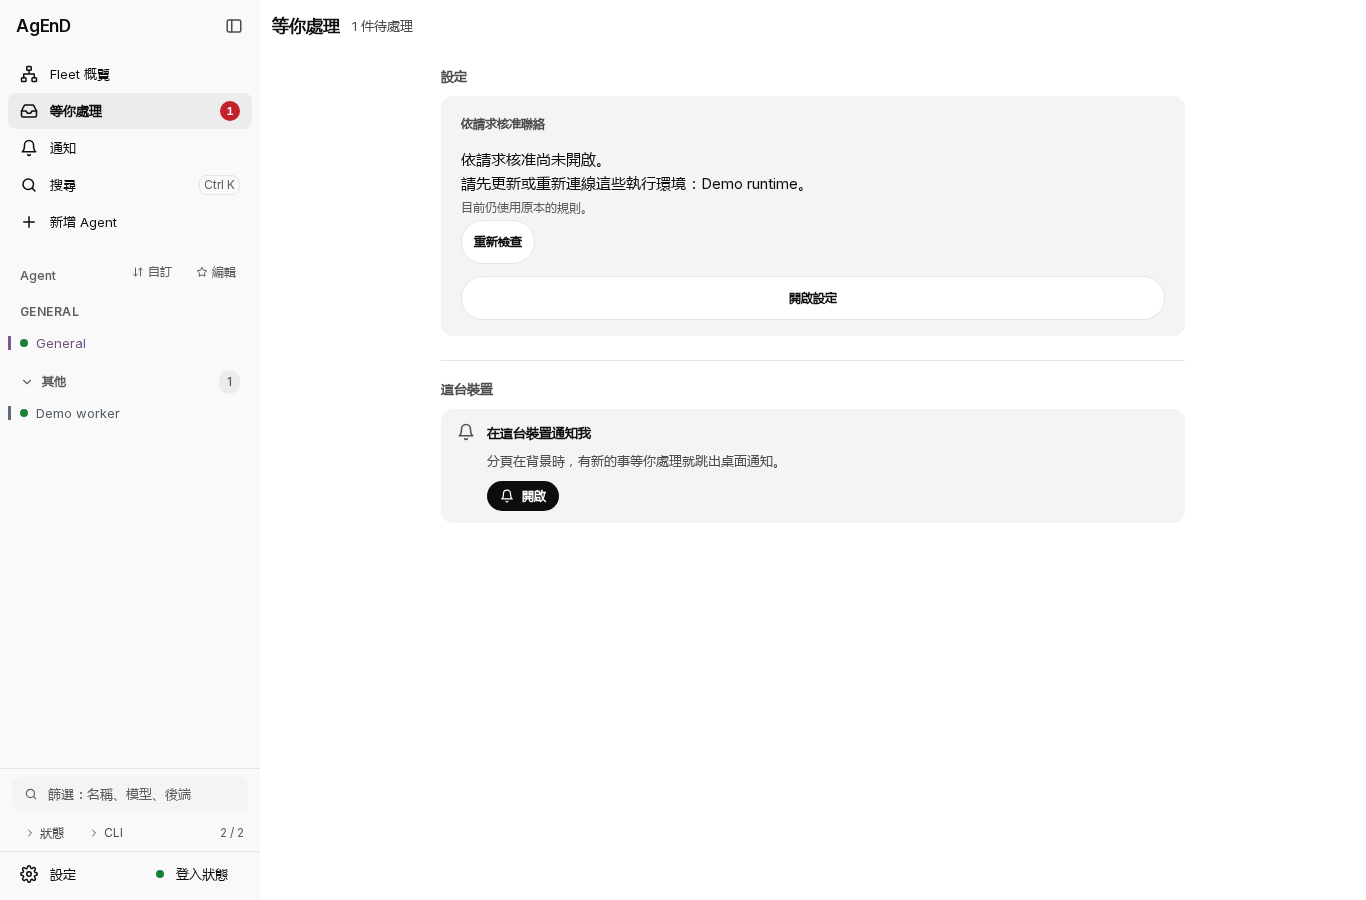 AgEnD
Fleet 概覽
等你處理
1
通知
搜尋
Ctrl K
新增 Agent
Agent
自訂
編輯
GENERAL
General
其他
1
Demo worker
篩選：名稱、模型、後端
狀態
CLI
2 / 2
設定
登入狀態
等你處理
1 件待處理
設定
依請求核准聯絡
依請求核准尚未開啟。
請先更新或重新連線這些執行環境：Demo runtime。
目前仍使用原本的規則。
重新檢查
開啟設定
這台裝置
在這台裝置通知我
分頁在背景時，有新的事等你處理就跳出桌面通知。
開啟